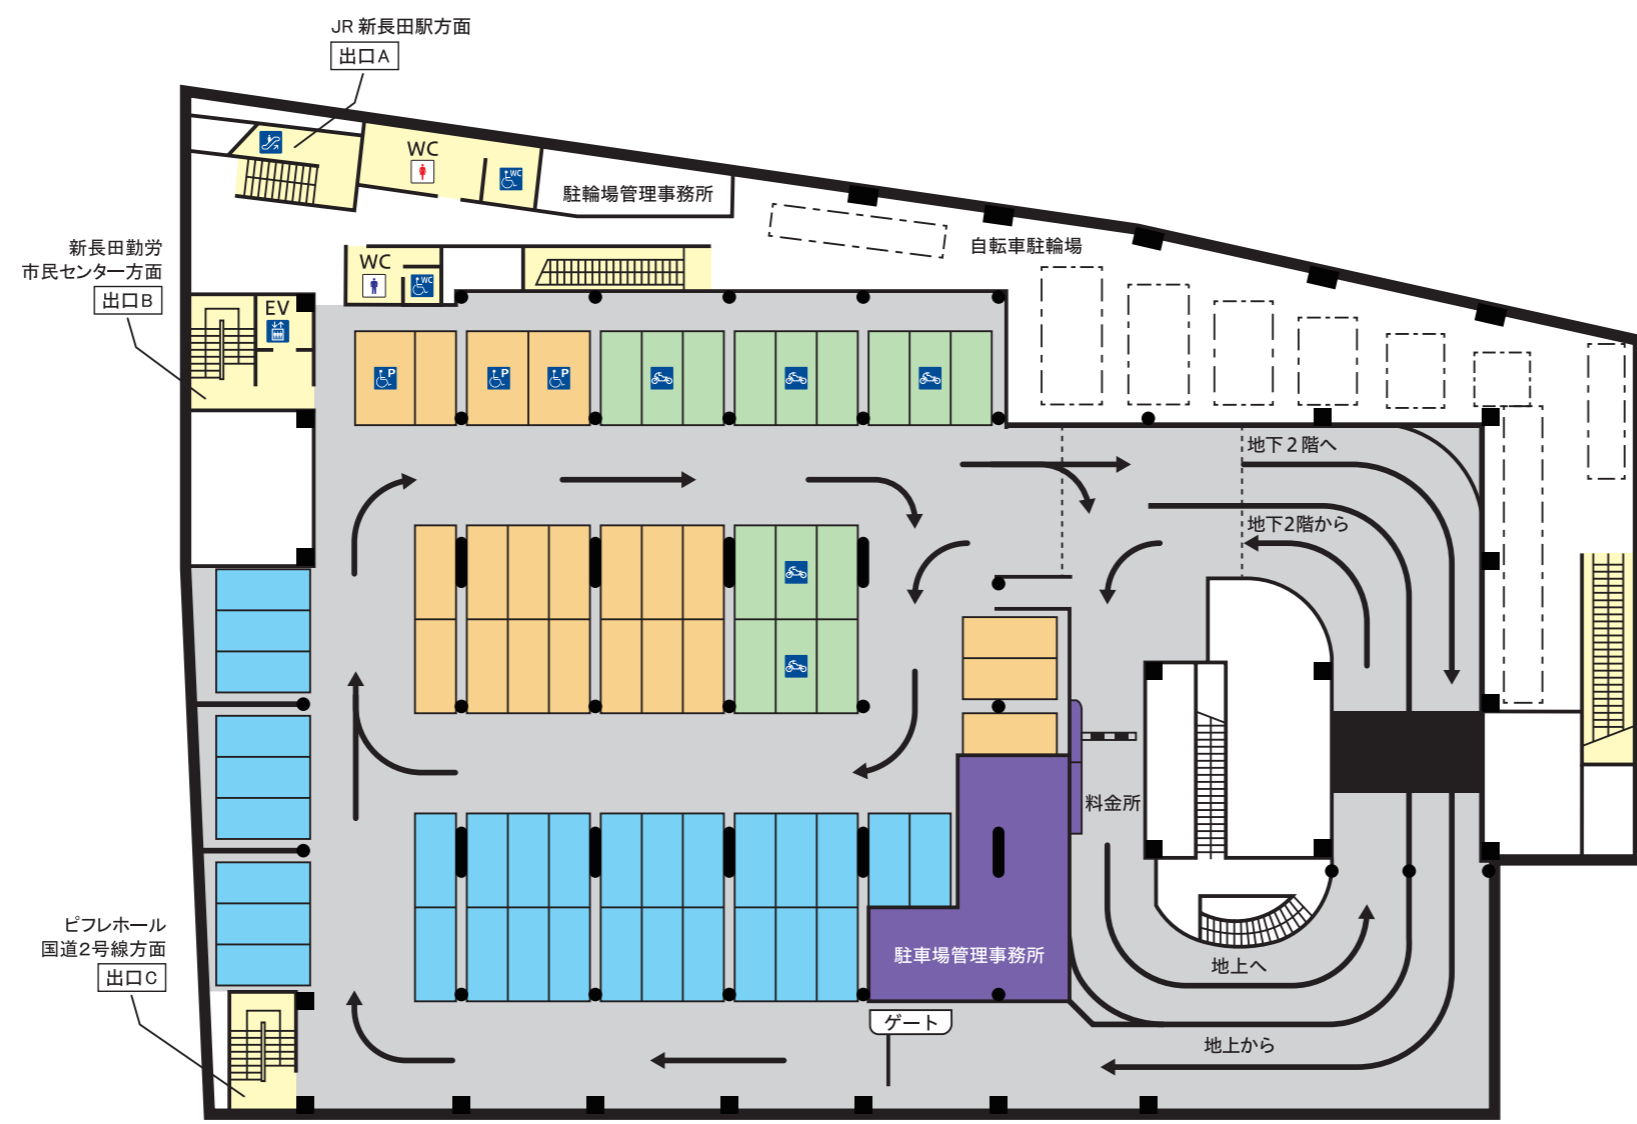 JR 新長田駅方面
出口A
WC
WC
駐輪場管理事務所
自転車駐輪場
新長田勤労
市民センター方面
出口B
WC
WC
EV
P
P
P
地下2階へ
地下2階から
料金所
駐車場管理事務所
ゲート
地上へ
地上から
ピフレホール
国道2号線方面
出口C